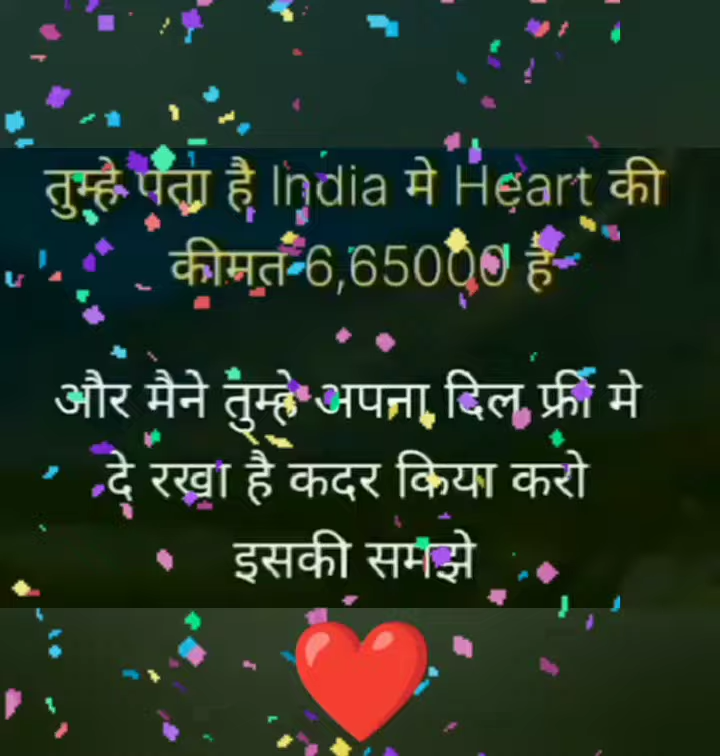 तुम्हे पता है India मे Heart की
कीमत 6,65000 है
और मैने तुम्हे अपना दिल फ्री मे
दे रखा है कदर किया करो
इसकी समझे